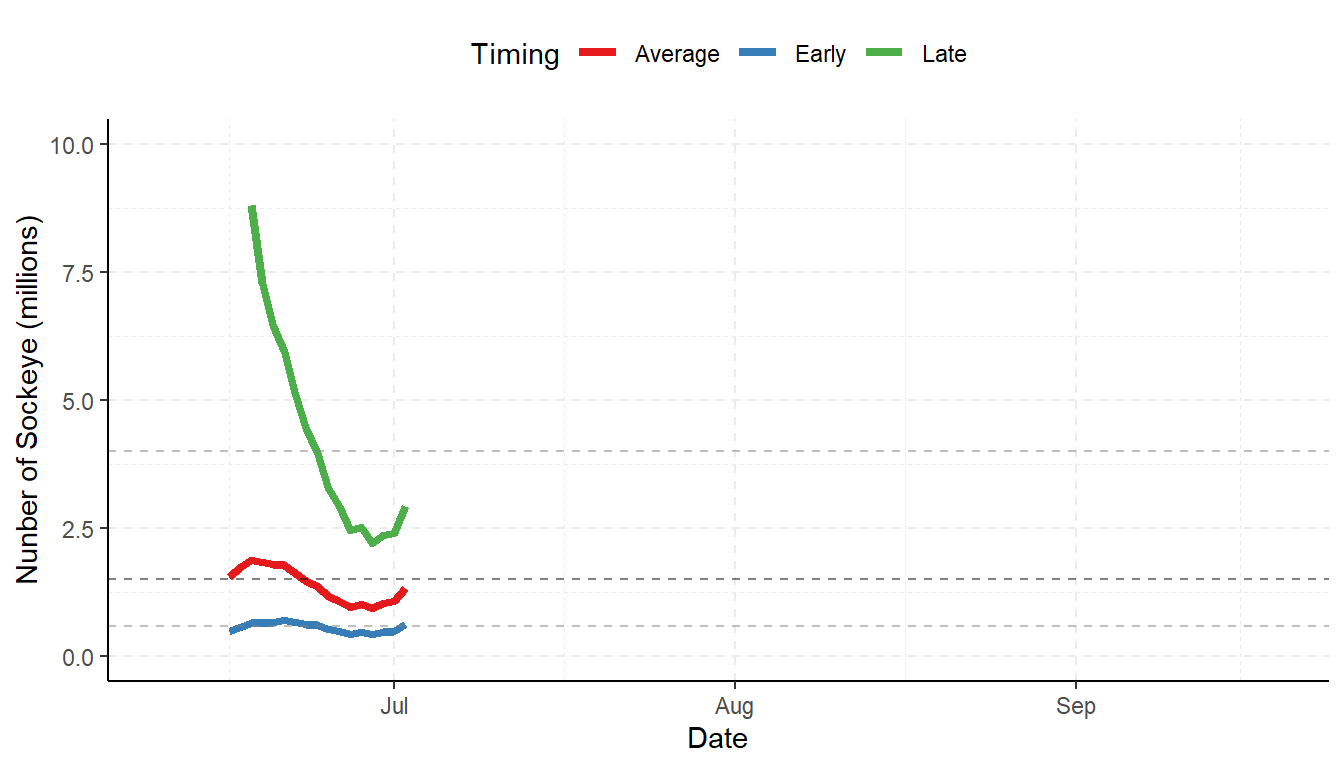 Timing Average Early Late
10.0
7.5
5.0
2.5
0.0
Nunber of Sockeye (millions)
Jul Aug Sep
Date